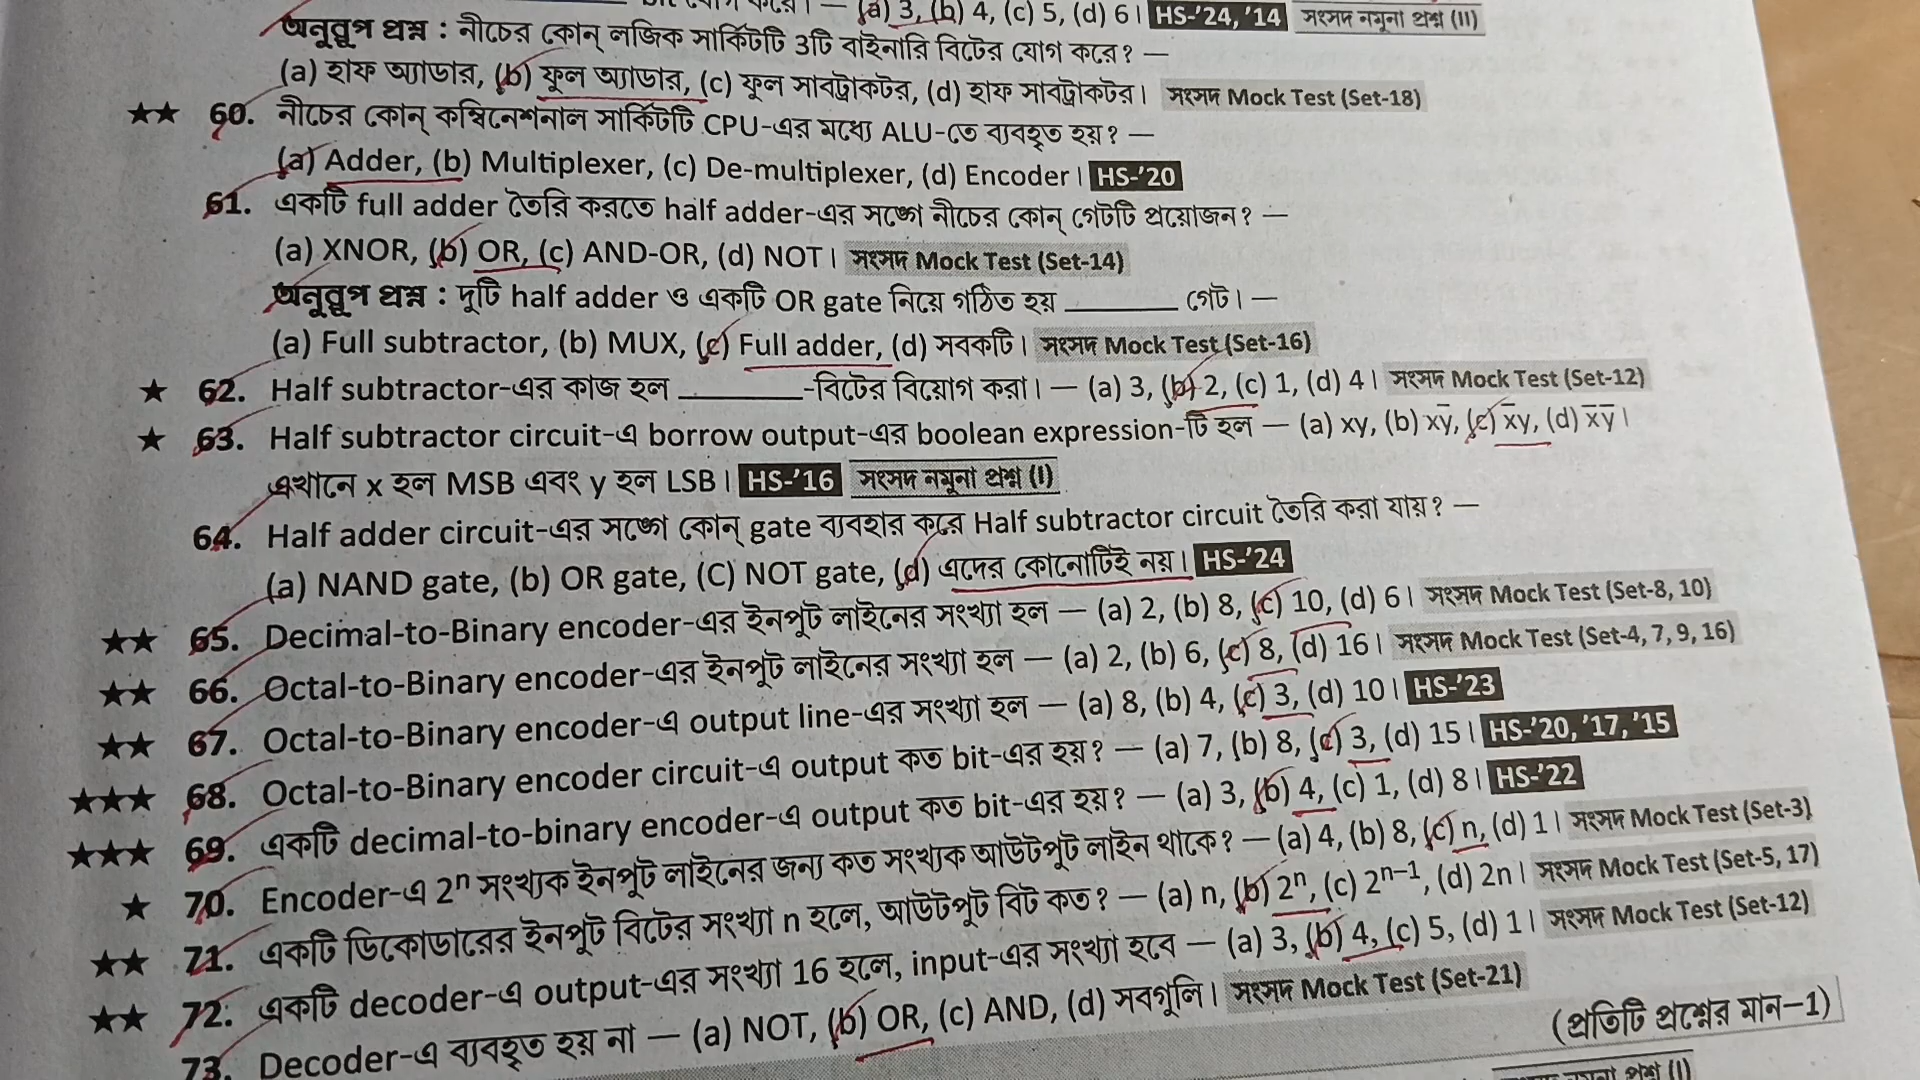 (a) 3, (b) 4, (c) 5, (d) 6। HS-'24, '14 সংসদ নমুনা প্রশ্ন (II)
অনুরূপ প্রশ্ন : নীচের কোন্ লজিক সার্কিটটি 3টি বাইনারি বিটের যোগ করে? —
(a) হাফ অ্যাডার, (b) ফুল অ্যাডার, (c) ফুল সাবট্রাকটর, (d) হাফ সাবট্রাকটর। সংসদ Mock Test (Set-18)
★★ 60. নীচের কোন্ কম্বিনেশনাল সার্কিটটি CPU-এর মধ্যে ALU-তে ব্যবহৃত হয়? —
(a) Adder, (b) Multiplexer, (c) De-multiplexer, (d) Encoder। HS-'20
61. একটি full adder তৈরি করতে half adder-এর সঙ্গে নীচের কোন্ গেটটি প্রয়োজন? —
(a) XNOR, (b) OR, (c) AND-OR, (d) NOT। সংসদ Mock Test (Set-14)
অনুরূপ প্রশ্ন : দুটি half adder ও একটি OR gate নিয়ে গঠিত হয় ________ গেট। —
(a) Full subtractor, (b) MUX, (c) Full adder, (d) সবকটি। সংসদ Mock Test (Set-16)
★ 62. Half subtractor-এর কাজ হল ________-বিটের বিয়োগ করা। — (a) 3, (b) 2, (c) 1, (d) 4। সংসদ Mock Test (Set-12)
★ 63. Half subtractor circuit-এ borrow output-এর boolean expression-টি হল — (a) xy, (b) xȳ, (c) x̄y, (d) x̄ȳ।
এখানে x হল MSB এবং y হল LSB। HS-'16 সংসদ নমুনা প্রশ্ন (I)
64. Half adder circuit-এর সঙ্গে কোন্ gate ব্যবহার করে Half subtractor circuit তৈরি করা যায়? —
(a) NAND gate, (b) OR gate, (C) NOT gate, (d) এদের কোনোটিই নয়। HS-'24
★★ 65. Decimal-to-Binary encoder-এর ইনপুট লাইনের সংখ্যা হল — (a) 2, (b) 8, (c) 10, (d) 6। সংসদ Mock Test (Set-8, 10)
★★ 66. Octal-to-Binary encoder-এর ইনপুট লাইনের সংখ্যা হল — (a) 2, (b) 6, (c) 8, (d) 16। সংসদ Mock Test (Set-4, 7, 9, 16)
★★ 67. Octal-to-Binary encoder-এ output line-এর সংখ্যা হল — (a) 8, (b) 4, (c) 3, (d) 10। HS-'23
★★★ 68. Octal-to-Binary encoder circuit-এ output কত bit-এর হয়? — (a) 7, (b) 8, (c) 3, (d) 15। HS-'20, '17, '15
★★★ 69. একটি decimal-to-binary encoder-এ output কত bit-এর হয়? — (a) 3, (b) 4, (c) 1, (d) 8। HS-'22
★ 70. Encoder-এ 2ⁿ সংখ্যক ইনপুট লাইনের জন্য কত সংখ্যক আউটপুট লাইন থাকে? — (a) 4, (b) 8, (c) n, (d) 1। সংসদ Mock Test (Set-3)
★★ 71. একটি ডিকোডারের ইনপুট বিটের সংখ্যা n হলে, আউটপুট বিট কত? — (a) n, (b) 2ⁿ, (c) 2ⁿ⁻¹, (d) 2n। সংসদ Mock Test (Set-5, 17)
★★ 72. একটি decoder-এ output-এর সংখ্যা 16 হলে, input-এর সংখ্যা হবে — (a) 3, (b) 4, (c) 5, (d) 1। সংসদ Mock Test (Set-12)
73. Decoder-এ ব্যবহৃত হয় না — (a) NOT, (b) OR, (c) AND, (d) সবগুলি। সংসদ Mock Test (Set-21)
(প্রতিটি প্রশ্নের মান–1)